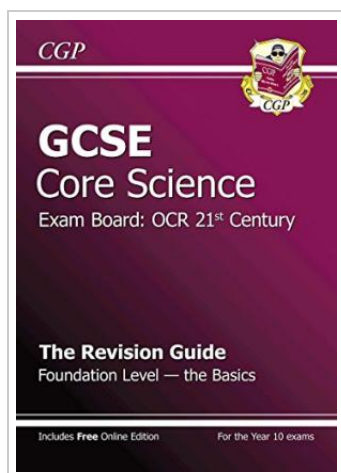 CGP
CGP
GCSE
Core Science
Exam Board: OCR 21st Century
The Revision Guide
Foundation Level — the Basics
Includes Free Online Edition
For the Year 10 exams